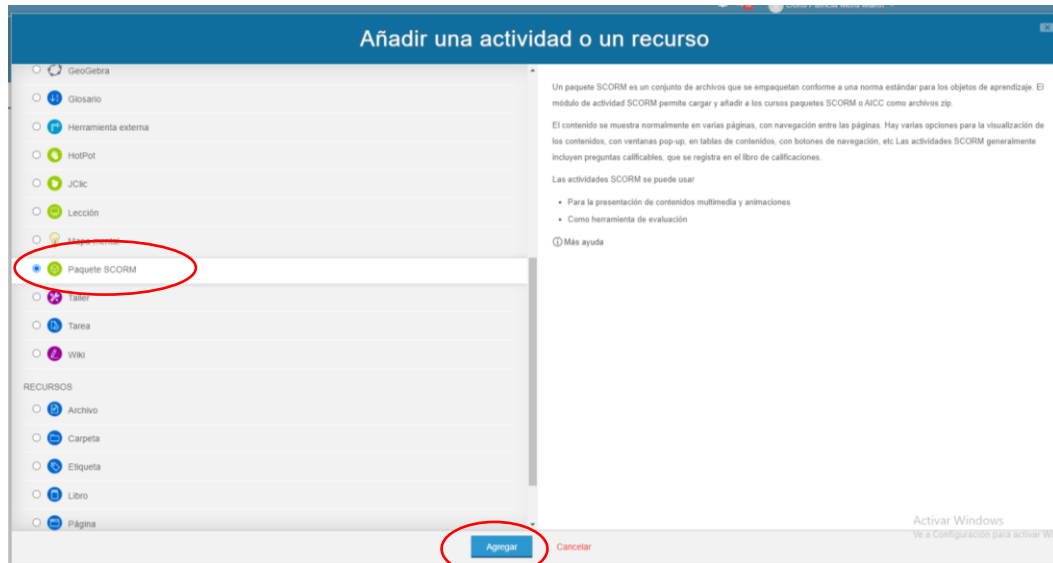 Añadir una actividad o un recurso
GeoGebra
Glosario
Herramienta externa
HotPot
JClic
Lección
Mapa mental
Paquete SCORM
Taller
Tarea
Wiki
RECURSOS
Archivo
Carpeta
Etiqueta
Libro
Página
Un paquete SCORM es un conjunto de archivos que se empaquetan conforme a una norma estándar para los objetos de aprendizaje. El
módulo de actividad SCORM permite cargar y añadir a los cursos paquetes SCORM o AICC como archivos zip.
El contenido se muestra normalmente en varias páginas, con navegación entre las páginas. Hay varias opciones para la visualización de
los contenidos, con ventanas pop-up, en tablas de contenidos, con botones de navegación, etc Las actividades SCORM generalmente
incluyen preguntas calificables, que se registra en el libro de calificaciones.
Las actividades SCORM se puede usar
• Para la presentación de contenidos multimedia y animaciones
• Como herramienta de evaluación
Más ayuda
Activar Windows
Ve a Configuración para activar
Agregar
Cancelar